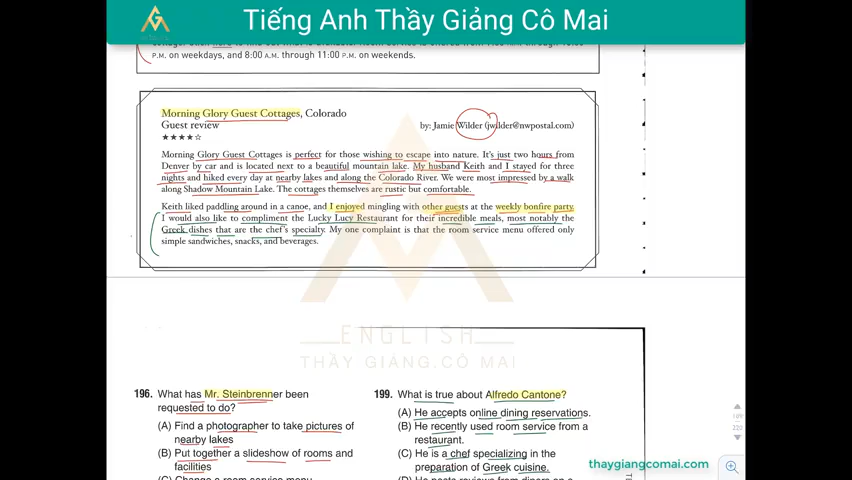 Tiếng Anh Thầy Giảng Cô Mai
P.M. on weekdays, and 8:00 A.M. through 11:00 P.M. on weekends.
Morning Glory Guest Cottages, Colorado
Guest review by: Jamie Wilder (jwilder@nwpostal.com)
★★★★☆
Morning Glory Guest Cottages is perfect for those wishing to escape into nature. It's just two hours from
Denver by car and is located next to a beautiful mountain lake. My husband Keith and I stayed for three
nights and hiked every day at nearby lakes and along the Colorado River. We were most impressed by a walk
along Shadow Mountain Lake. The cottages themselves are rustic but comfortable.
Keith liked paddling around in a canoe, and I enjoyed mingling with other guests at the weekly bonfire party.
I would also like to compliment the Lucky Lucy Restaurant for their incredible meals, most notably the
Greek dishes that are the chef's specialty. My one complaint is that the room service menu offered only
simple sandwiches, snacks, and beverages.
ENGLISH
THẦY GIẢNG.CÔ MAI
196. What has Mr. Steinbrenner been
requested to do?
(A) Find a photographer to take pictures of
nearby lakes
(B) Put together a slideshow of rooms and
facilities
199. What is true about Alfredo Cantone?
(A) He accepts online dining reservations.
(B) He recently used room service from a
restaurant.
(C) He is a chef specializing in the
preparation of Greek cuisine.
thaygiangcomai.com